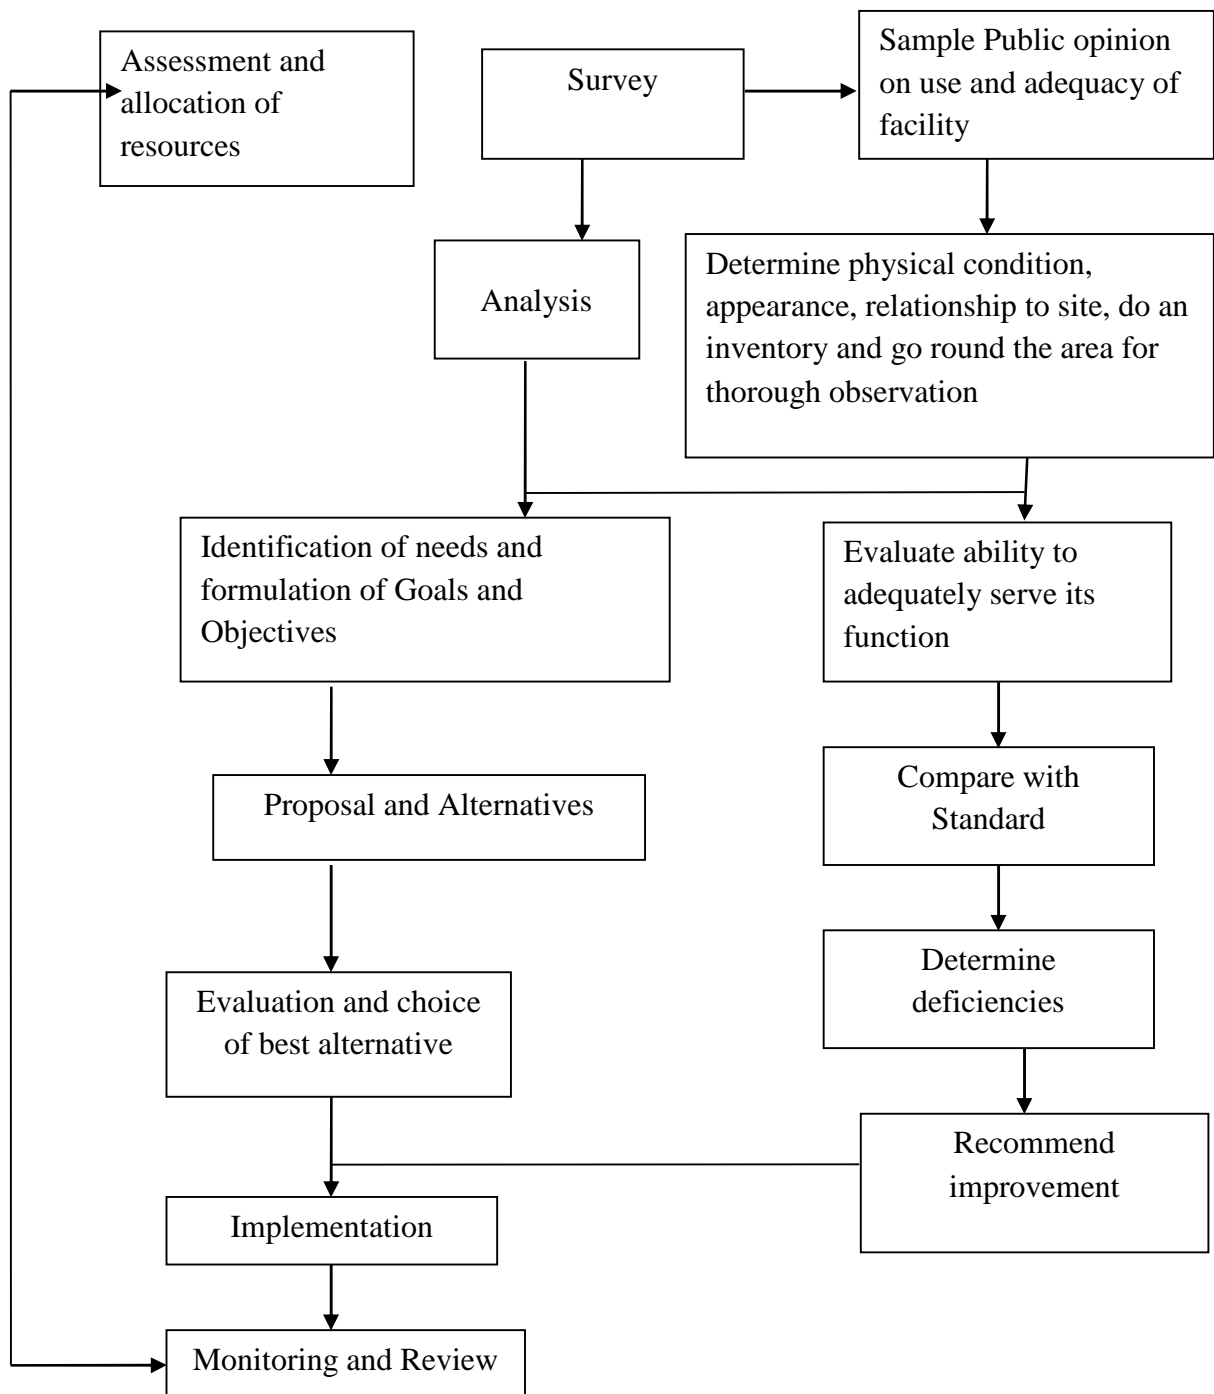 Assessment and
allocation of
resources
Survey
Sample Public opinion
on use and adequacy of
facility
Analysis
Determine physical condition,
appearance, relationship to site, do an
inventory and go round the area for
thorough observation
Identification of needs and
formulation of Goals and
Objectives
Evaluate ability to
adequately serve its
function
Proposal and Alternatives
Compare with
Standard
Evaluation and choice
of best alternative
Determine
deficiencies
Recommend
improvement
Implementation
Monitoring and Review